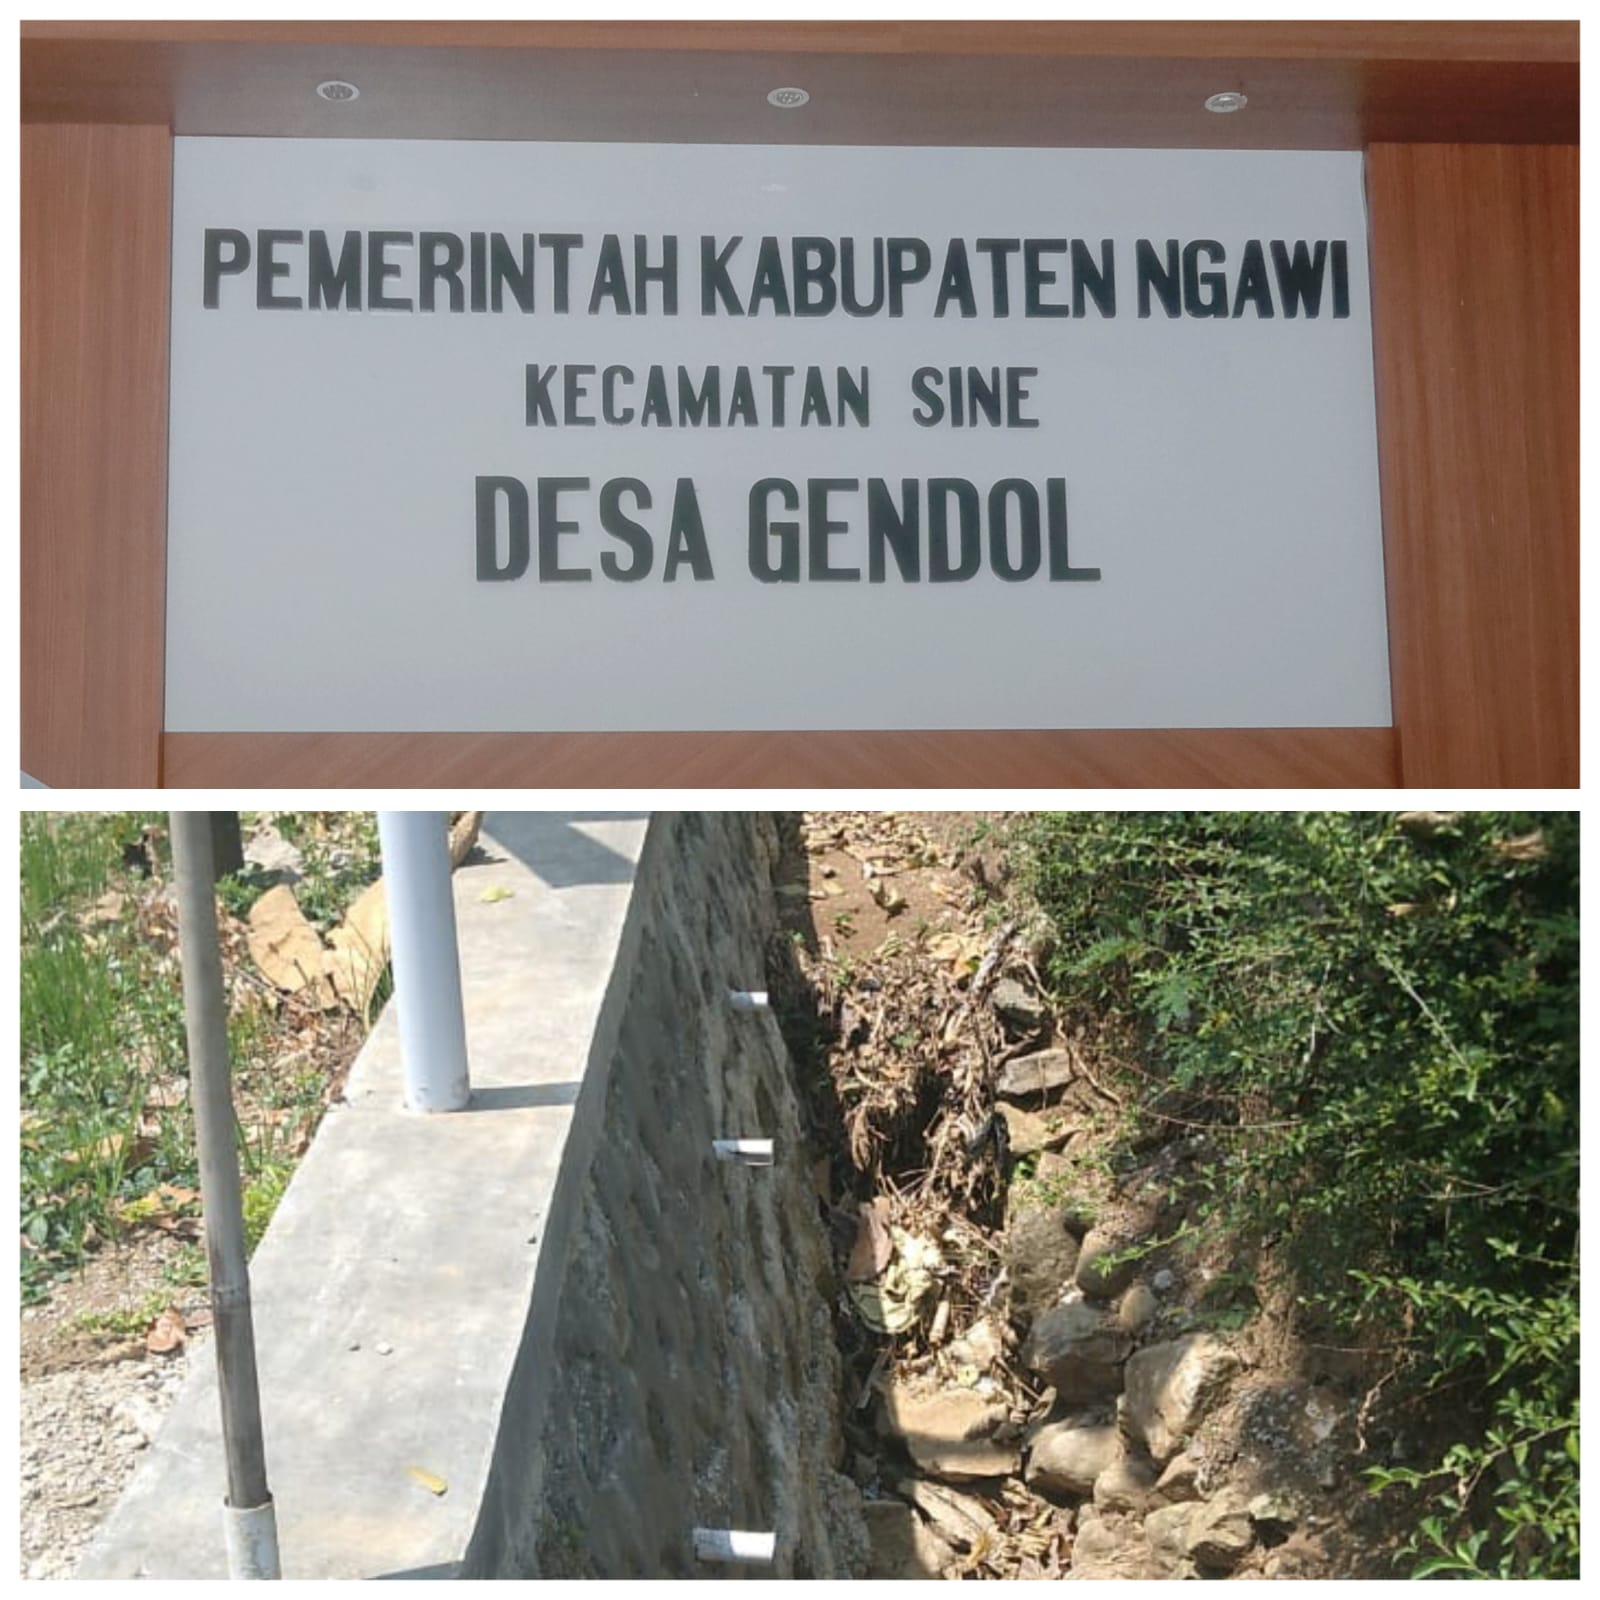 PEMERINTAH KABUPATEN NGAWI
KECAMATAN SINE
DESA GENDOL